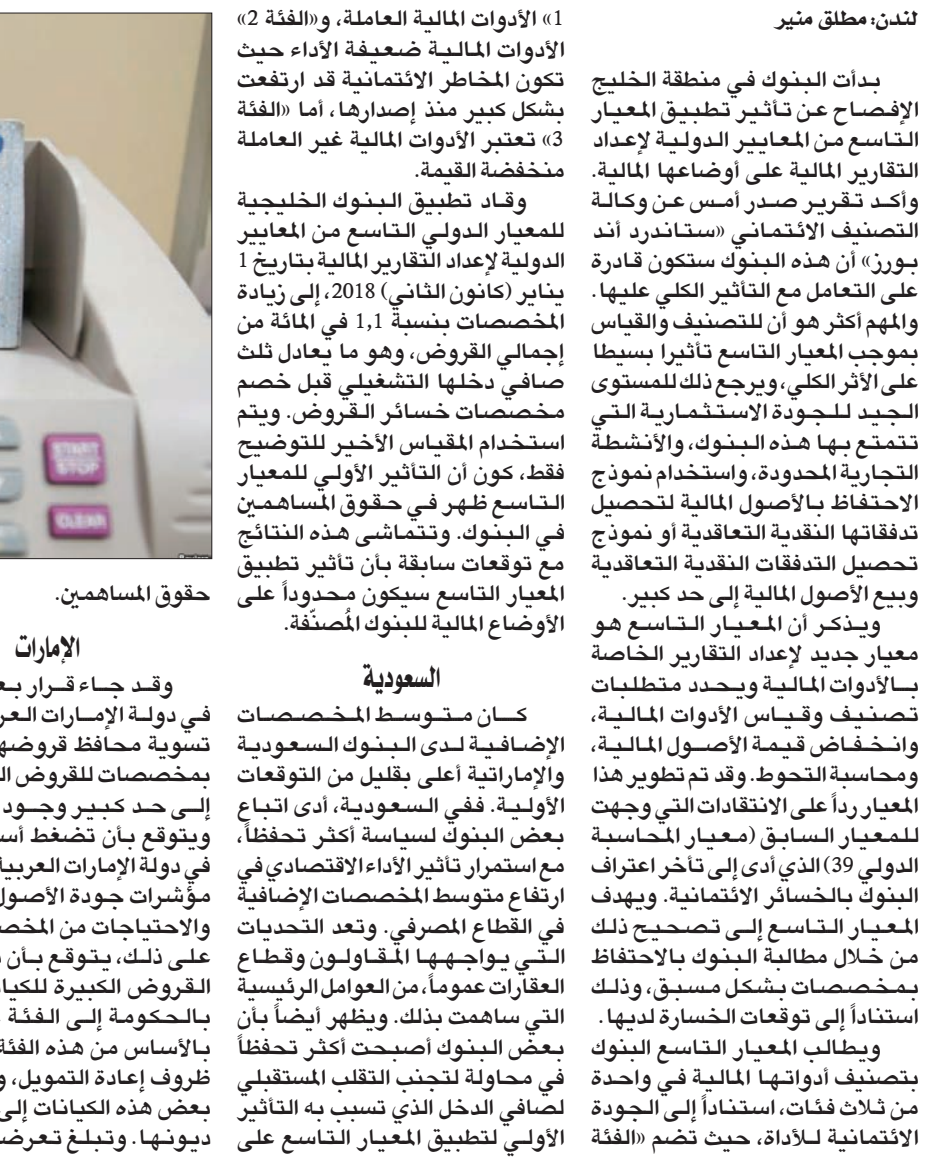 لندن: مطلق منير
بدأت البنوك في منطقة الخليج
الإفصاح عن تأثير تطبيق المعيار
التاسع من المعايير الدولية لإعداد
التقارير المالية على أوضاعها المالية.
وأكد تقرير صدر أمس عن وكالة
التصنيف الائتماني «ستاندرد أند
بورز» أن هذه البنوك ستكون قادرة
على التعامل مع التأثير الكلي عليها.
والمهم أكثر هو أن للتصنيف والقياس
بموجب المعيار التاسع تأثيرا بسيطا
على الأثر الكلي، ويرجع ذلك للمستوى
الجيد للجودة الاستثمارية التي
تتمتع بها هذه البنوك، والأنشطة
التجارية المحدودة، واستخدام نموذج
الاحتفاظ بالأصول المالية لتحصيل
تدفقاتها النقدية التعاقدية أو نموذج
تحصيل التدفقات النقدية التعاقدية
وبيع الأصول المالية إلى حد كبير.
ويذكر أن المعيار التاسع هو
معيار جديد لإعداد التقارير الخاصة
بالأدوات المالية ويحدد متطلبات
تصنيف وقياس الأدوات المالية،
وانخفاض قيمة الأصول المالية،
ومحاسبة التحوط. وقد تم تطوير هذا
المعيار رداً على الانتقادات التي وجهت
للمعيار السابق (معيار المحاسبة
الدولي 39) الذي أدى إلى تأخر اعتراف
البنوك بالخسائر الائتمانية. ويهدف
المعيار التاسع إلى تصحيح ذلك
من خلال مطالبة البنوك بالاحتفاظ
بمخصصات بشكل مسبق، وذلك
استناداً إلى توقعات الخسارة لديها.
ويطالب المعيار التاسع البنوك
بتصنيف أدواتها المالية في واحدة
من ثلاث فئات، استناداً إلى الجودة
الائتمانية للأداة، حيث تضم «الفئة
1» الأدوات المالية العاملة، و«الفئة 2»
الأدوات المالية ضعيفة الأداء حيث
تكون المخاطر الائتمانية قد ارتفعت
بشكل كبير منذ إصدارها، أما «الفئة
3» تعتبر الأدوات المالية غير العاملة
منخفضة القيمة.
وقاد تطبيق البنوك الخليجية
للمعيار الدولي التاسع من المعايير
الدولية لإعداد التقارير المالية بتاريخ 1
يناير (كانون الثاني) 2018، إلى زيادة
المخصصات بنسبة 1,1 في المائة من
إجمالي القروض، وهو ما يعادل ثلث
صافي دخلها التشغيلي قبل خصم
مخصصات خسائر القروض. ويتم
استخدام المقياس الأخير للتوضيح
فقط، كون أن التأثير الأولي للمعيار
التاسع ظهر في حقوق المساهمين
في البنوك. وتتماشى هذه النتائج
مع توقعات سابقة بأن تأثير تطبيق
المعيار التاسع سيكون محدوداً على
الأوضاع المالية للبنوك المُصنّفة.
السعودية
كان متوسط المخصصات
الإضافية لدى البنوك السعودية
والإماراتية أعلى بقليل من التوقعات
الأولية. ففي السعودية، أدى اتباع
بعض البنوك لسياسة أكثر تحفظاً،
مع استمرار تأثير الأداء الاقتصادي في
ارتفاع متوسط المخصصات الإضافية
في القطاع المصرفي. وتعد التحديات
التي يواجهها المقاولون وقطاع
العقارات عموماً، من العوامل الرئيسية
التي ساهمت بذلك. ويظهر أيضاً بأن
بعض البنوك أصبحت أكثر تحفظاً
في محاولة لتجنب التقلب المستقبلي
لصافي الدخل الذي تسبب به التأثير
الأولي لتطبيق المعيار التاسع على
START
STOP
CLEAR
حقوق المساهمين.
الإمارات
وقد جاء قرار
في دولة الإمارات
تسوية محافظ
بمخصصات للقروض
إلى حد كبير وجود
ويتوقع بأن تضغط
في دولة الإمارات العربية
مؤشرات جودة الأصول
والاحتياجات من
على ذلك، يتوقع بأن
القروض الكبيرة
بالحكومة إلى الفئة
بالأساس من هذه الفئة
ظروف إعادة التمويل،
بعض هذه الكيانات إلى
ديونها. وتبلغ